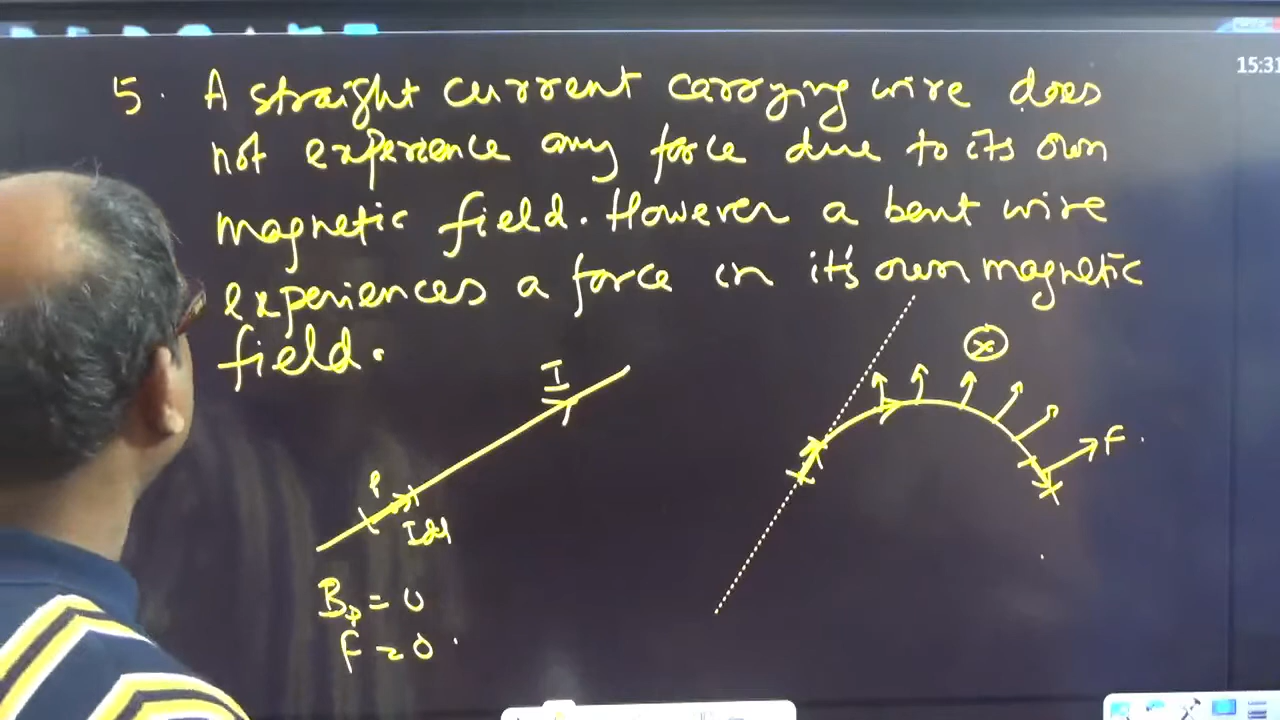 15:31
5. A straight current carrying wire does
not experience any force due to its own
magnetic field. However a bent wire
experiences a force in it's own magnetic
field.
I
P
Idl
B_P = 0
F = 0.
F.